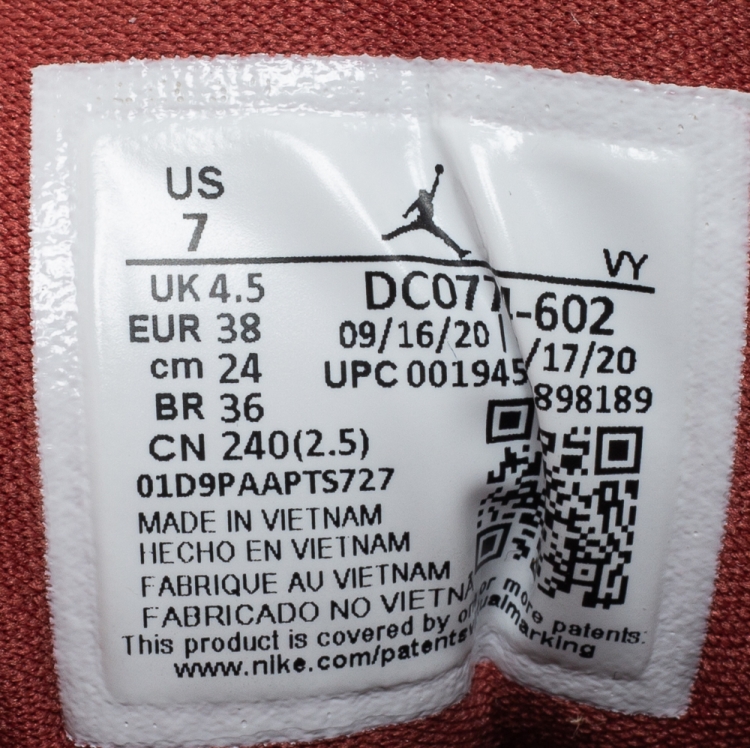 US
7
VY
UK 4.5
EUR 38
cm 24
BR 36
CN 240(2.5)
-602
09/16/20
/17/20
UPC 001945
898189
01D9PAAPTS727
MADE IN VIETNAM
HECHO EN VIETNAM
FABRIQUE AU VIETNAM
FABRICADO NO VIETNA
This product is covered by or more patents:
www.nike.com/patents